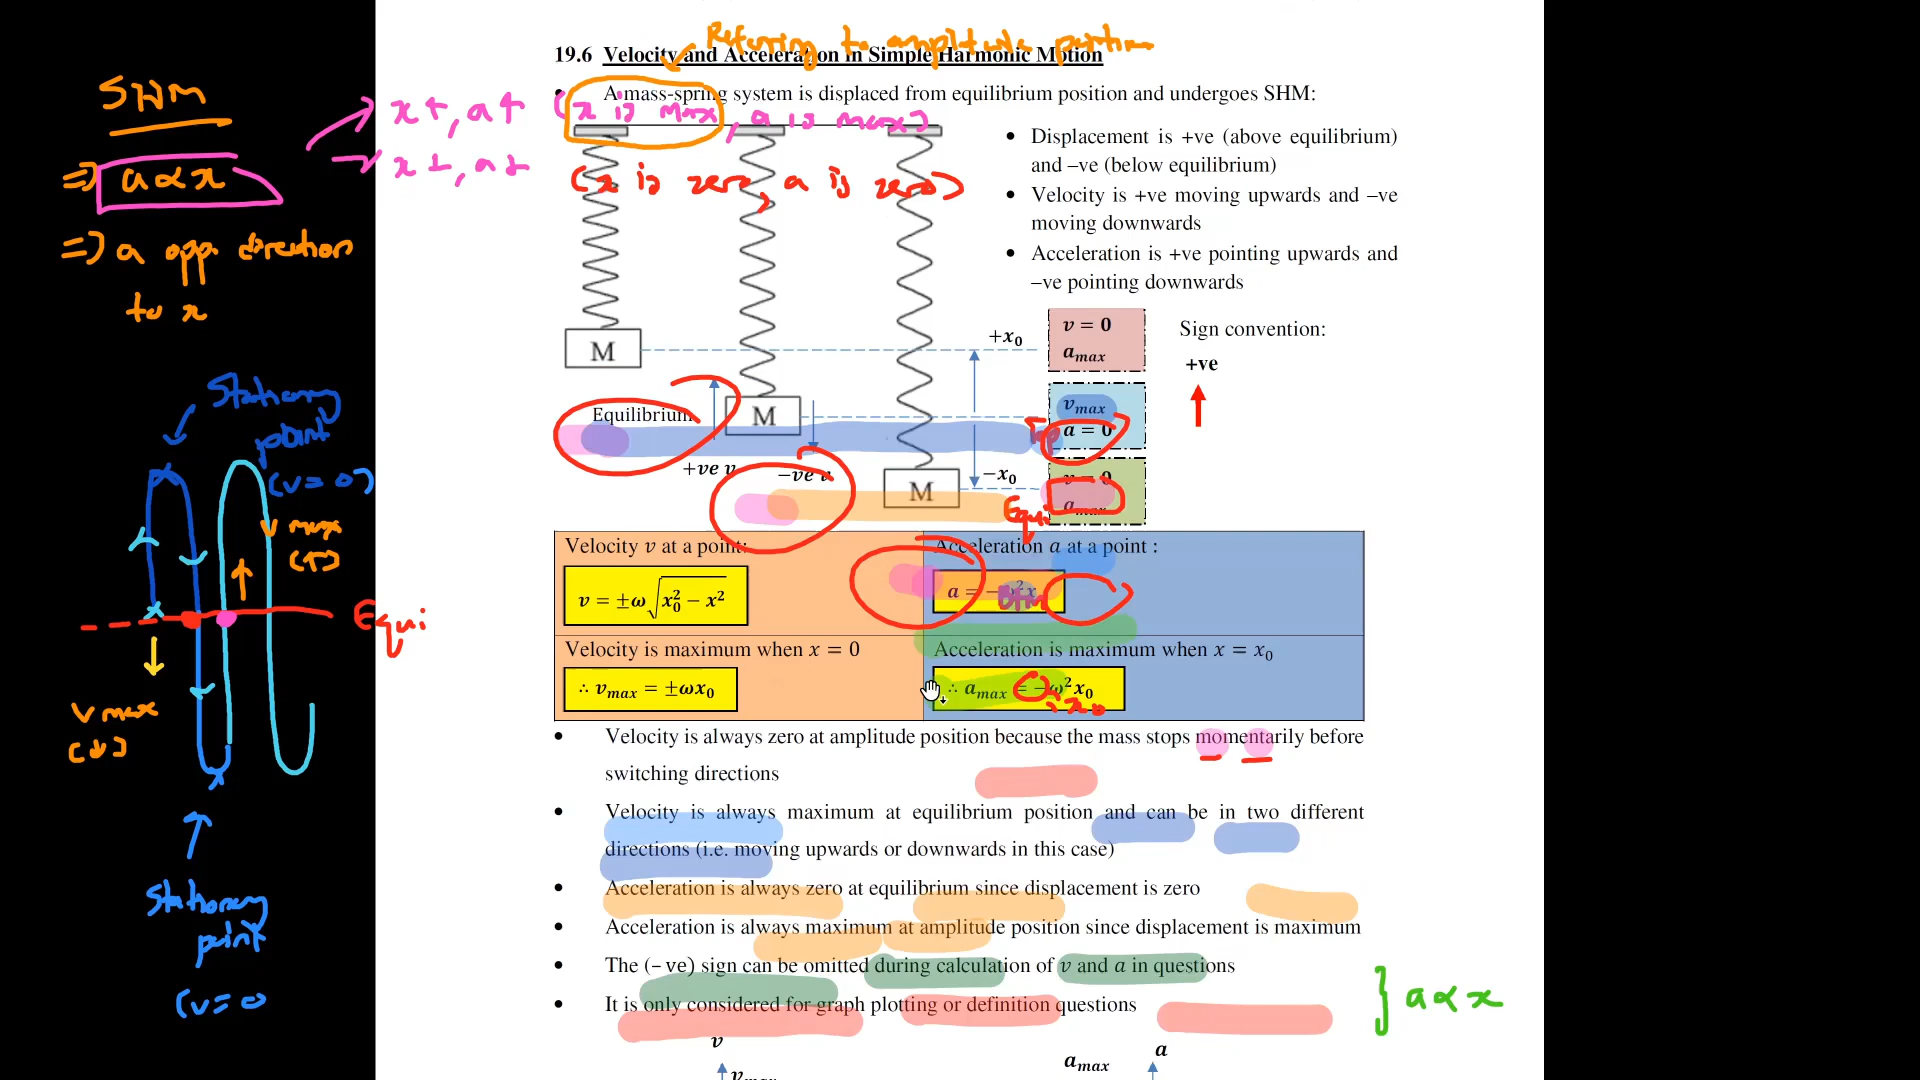 Referring to amplitude position
19.6 Velocity and Acceleration in Simple Harmonic Motion
A mass-spring system is displaced from equilibrium position and undergoes SHM:
SHM
x↑, a↑ (x is max, a is max)
⇒ a∝x
x↓, a↓
(x is zero, a is zero)
⇒ a opp. direction
to x
• Displacement is +ve (above equilibrium)
and –ve (below equilibrium)
• Velocity is +ve moving upwards and –ve
moving downwards
• Acceleration is +ve pointing upwards and
–ve pointing downwards
Sign convention:
+ve
M
+x₀
v = 0
a_max
Equilibrium
M
v_max
a = 0
+ve v
−ve v
M
−x₀
v = 0
a_max
Equi
Stationary
point
(v = 0)
v max
(↑)
Equi
v max
(↓)
Stationary
point
(v = 0
Velocity v at a point:
v = ±ω√(x₀² − x²)
Velocity is maximum when x = 0
∴ v_max = ±ωx₀
Acceleration a at a point :
a = −ω²x
Btm
Acceleration is maximum when x = x₀
∴ a_max = −ω²x₀
• Velocity is always zero at amplitude position because the mass stops momentarily before
switching directions
• Velocity is always maximum at equilibrium position and can be in two different
directions (i.e. moving upwards or downwards in this case)
• Acceleration is always zero at equilibrium since displacement is zero
• Acceleration is always maximum at amplitude position since displacement is maximum
• The (−ve) sign can be omitted during calculation of v and a in questions
• It is only considered for graph plotting or definition questions
} a∝x
v
v_max
a_max
a